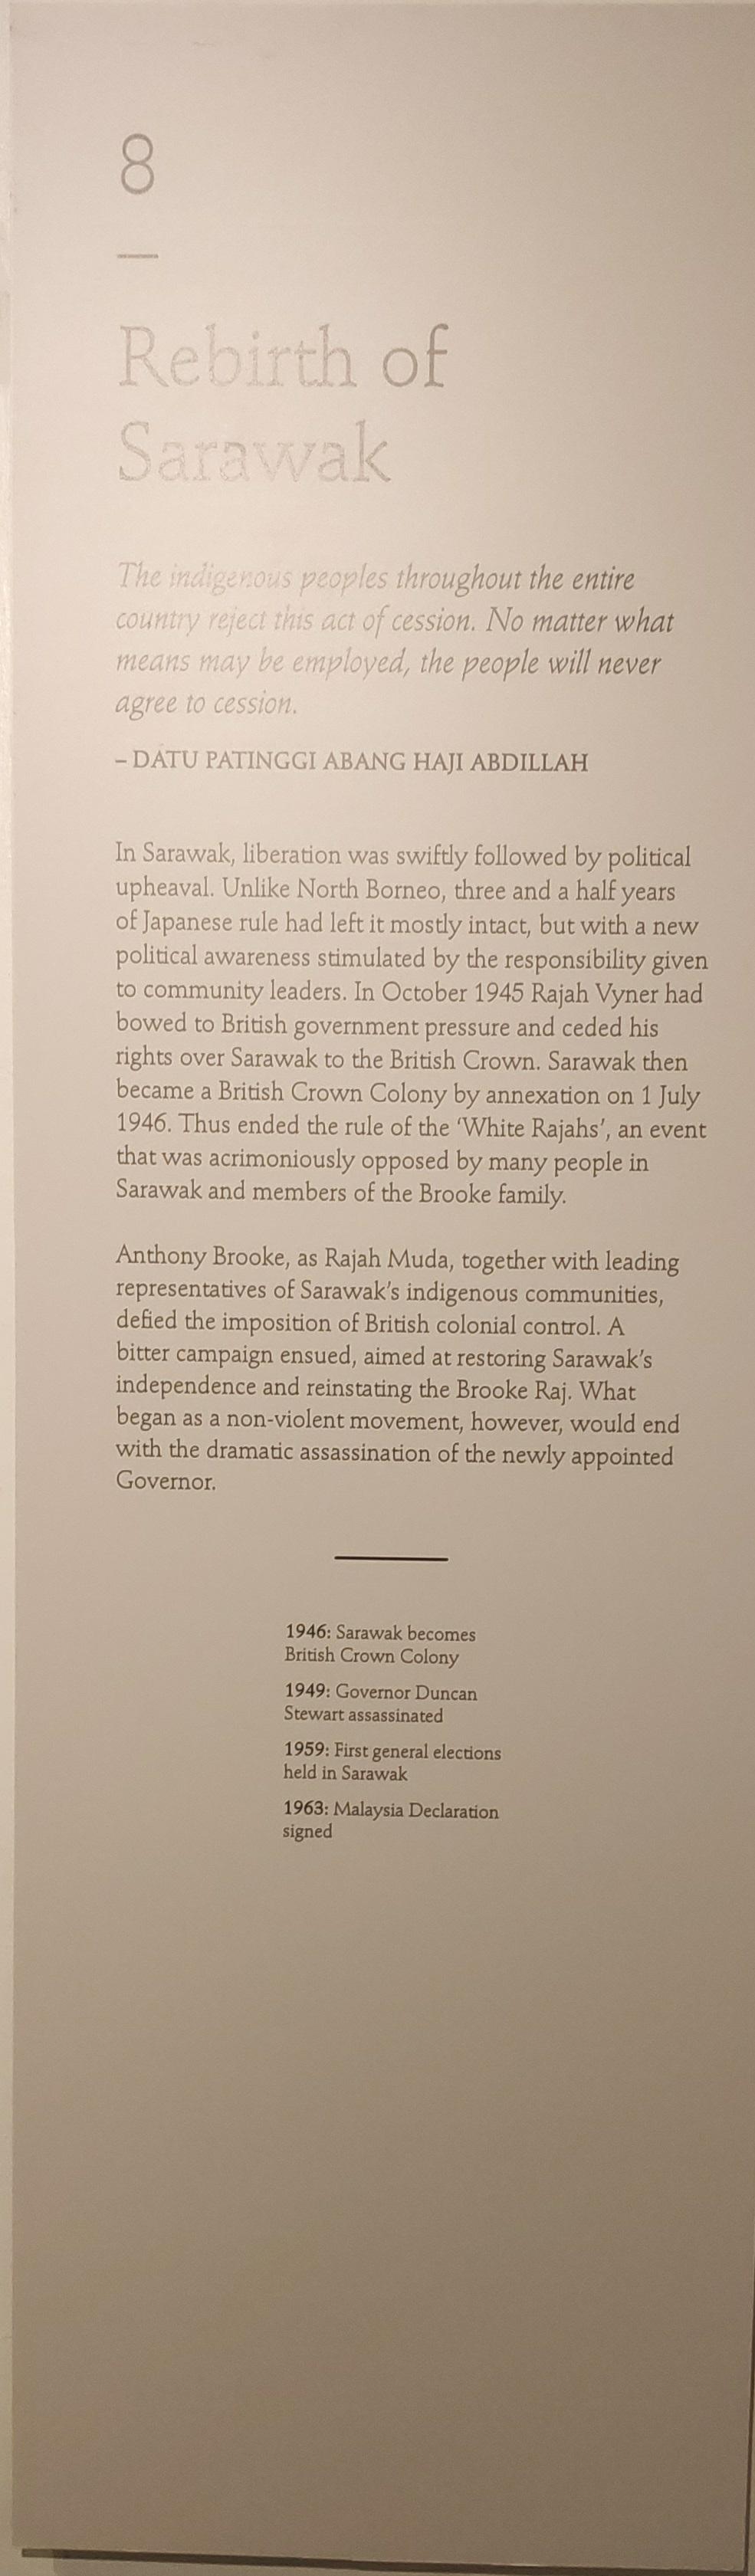 8
Rebirth of
Sarawak
The indigenous peoples throughout the entire
country reject this act of cession. No matter what
means may be employed, the people will never
agree to cession.
– DATU PATINGGI ABANG HAJI ABDILLAH
In Sarawak, liberation was swiftly followed by political
upheaval. Unlike North Borneo, three and a half years
of Japanese rule had left it mostly intact, but with a new
political awareness stimulated by the responsibility given
to community leaders. In October 1945 Rajah Vyner had
bowed to British government pressure and ceded his
rights over Sarawak to the British Crown. Sarawak then
became a British Crown Colony by annexation on 1 July
1946. Thus ended the rule of the ‘White Rajahs’, an event
that was acrimoniously opposed by many people in
Sarawak and members of the Brooke family.
Anthony Brooke, as Rajah Muda, together with leading
representatives of Sarawak’s indigenous communities,
defied the imposition of British colonial control. A
bitter campaign ensued, aimed at restoring Sarawak’s
independence and reinstating the Brooke Raj. What
began as a non-violent movement, however, would end
with the dramatic assassination of the newly appointed
Governor.
1946: Sarawak becomes
British Crown Colony
1949: Governor Duncan
Stewart assassinated
1959: First general elections
held in Sarawak
1963: Malaysia Declaration
signed